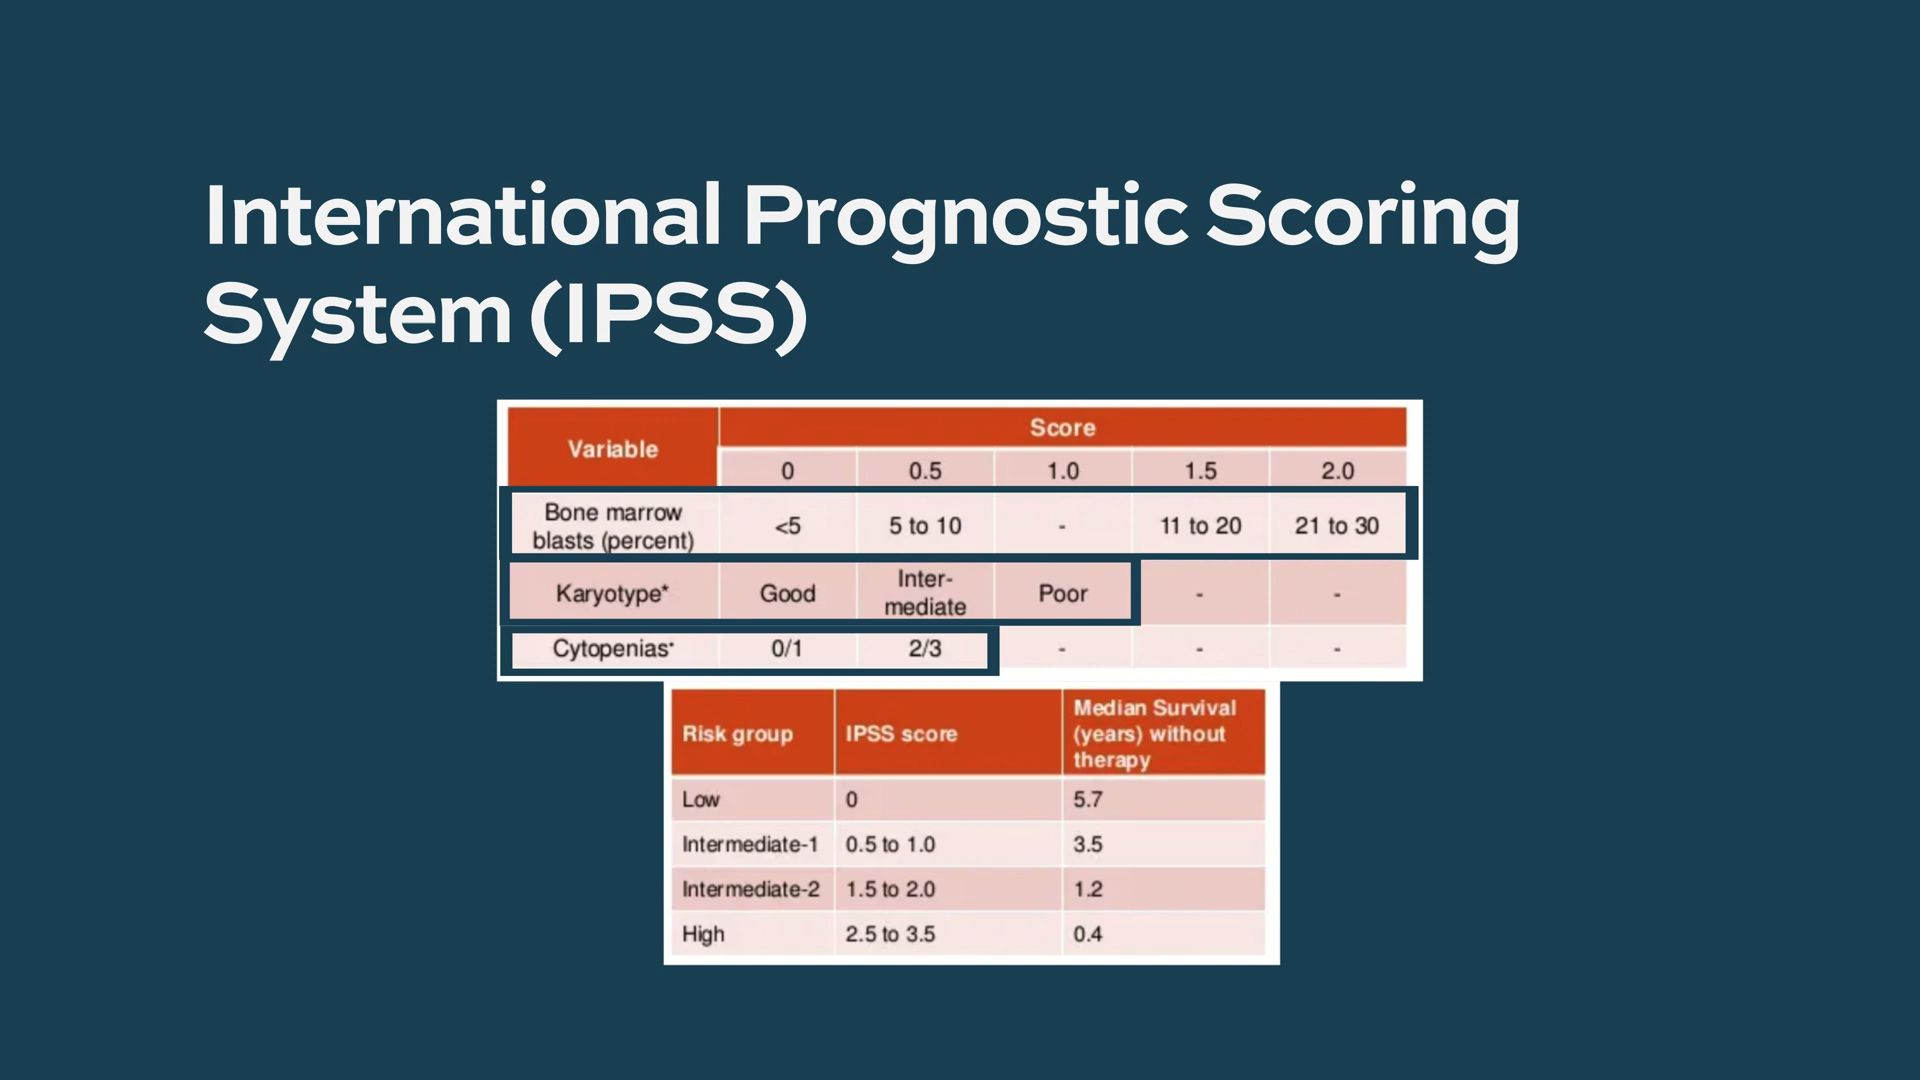 International Prognostic Scoring
System (IPSS)
Variable
Score
0 0.5 1.0 1.5 2.0
Bone marrow
blasts (percent)
<5 5 to 10 - 11 to 20 21 to 30
Karyotype* Good Inter-
mediate Poor - -
Cytopenias* 0/1 2/3 - - -
Risk group IPSS score Median Survival
(years) without
therapy
Low 0 5.7
Intermediate-1 0.5 to 1.0 3.5
Intermediate-2 1.5 to 2.0 1.2
High 2.5 to 3.5 0.4